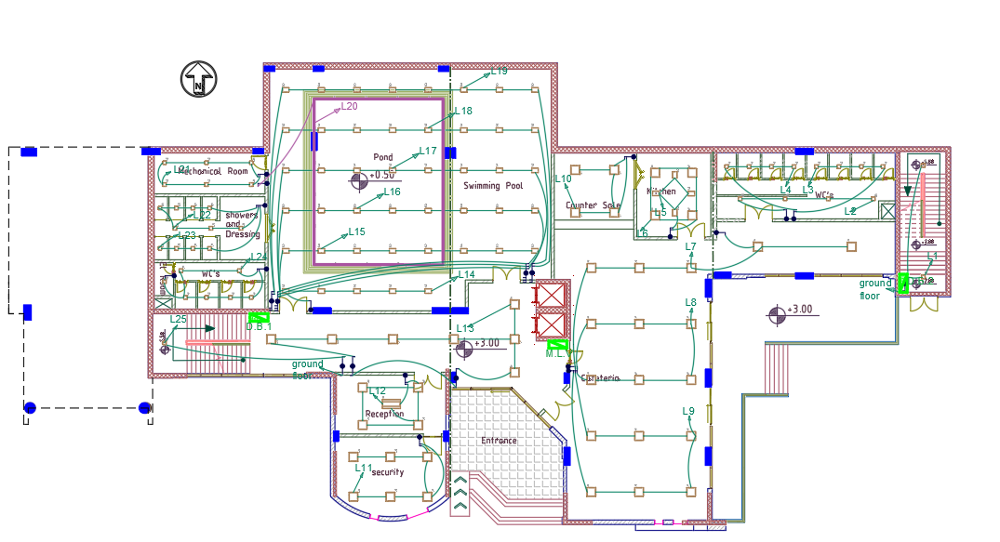 L19
N
L20
L18
Pond
L17
+0.50
L21
Mechanical Room
L10
Swimming Pool
Kitchen
L4
L3
WC's
L16
Counter Sale
L5
L2
L22
showers
and
Dressing
L6
L23
L15
L7
L24
L1
WC's
L14
ground
floor
L8
+3.00
L25
D.B.1
L13
+3.00
M.L.
ground
floor
Cafateria
L12
Reception
L9
Entrance
L11
security